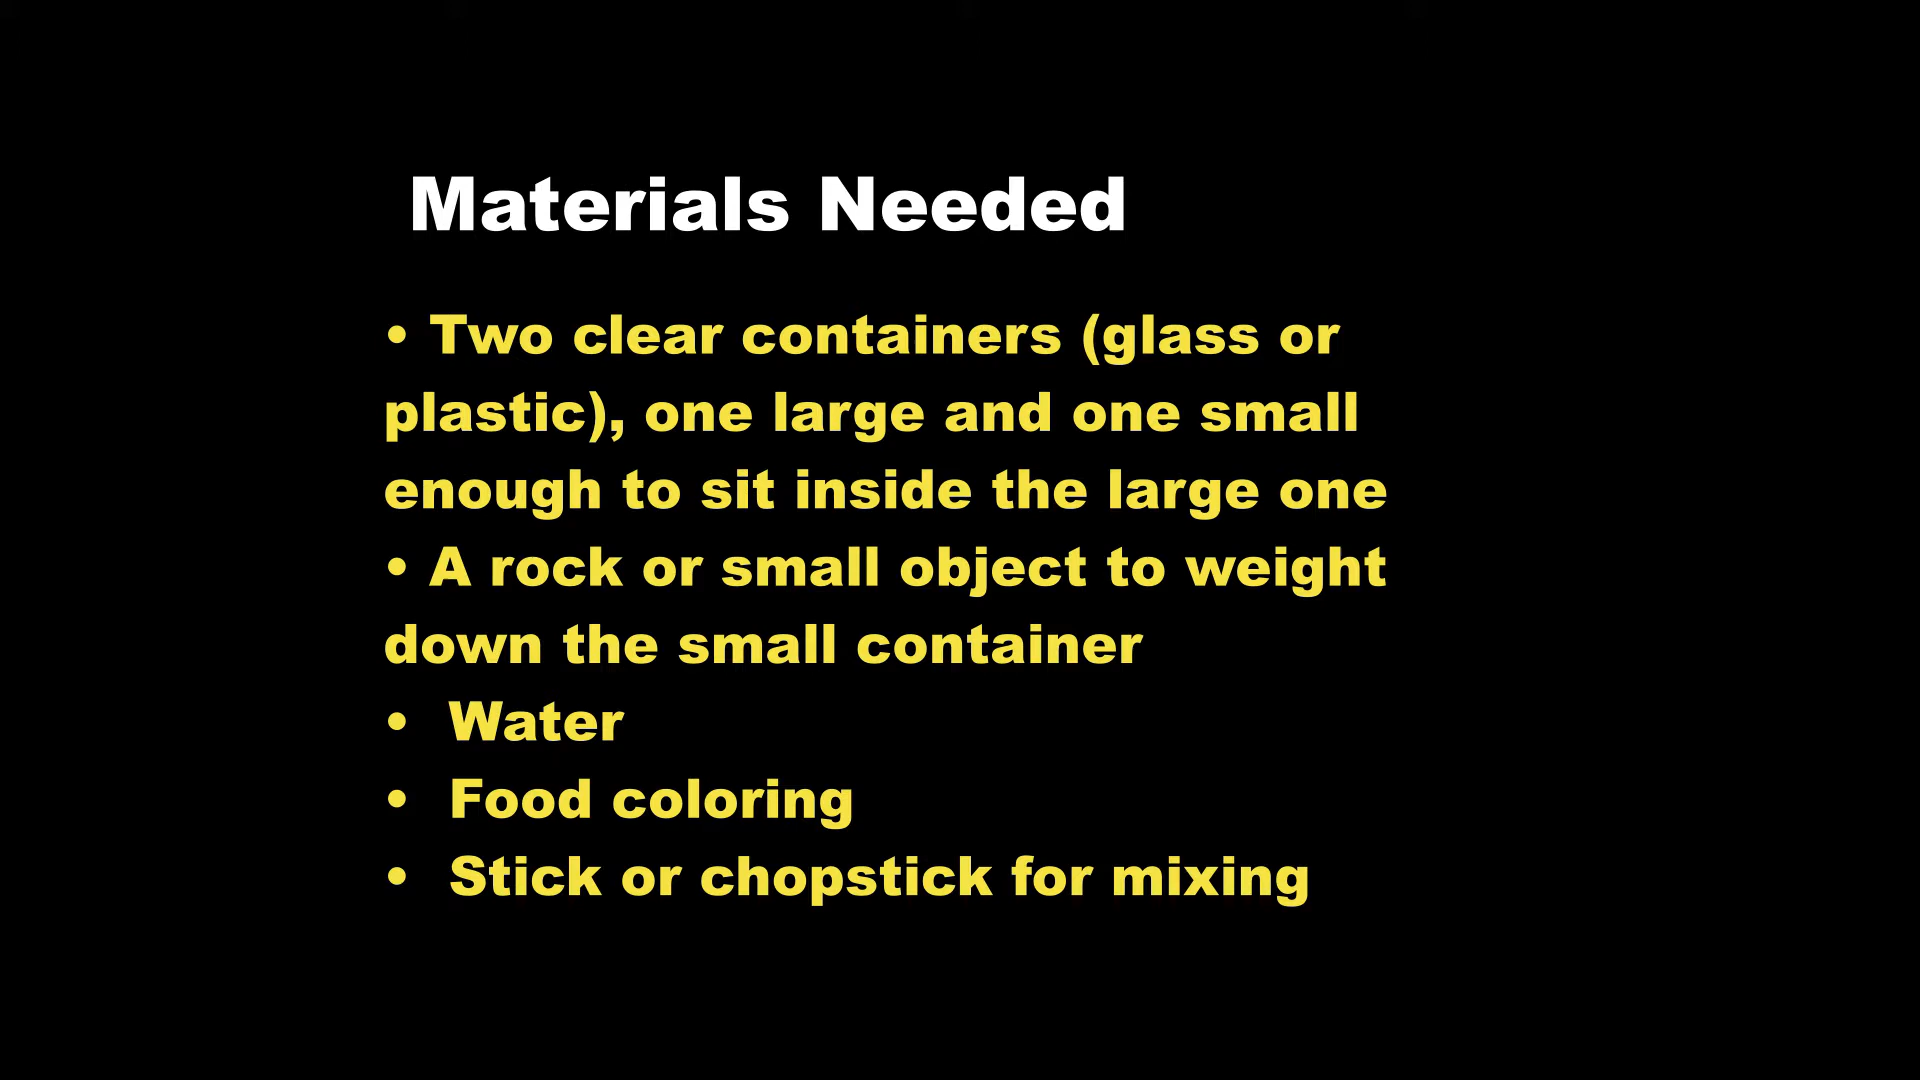 Materials Needed
• Two clear containers (glass or
plastic), one large and one small
enough to sit inside the large one
• A rock or small object to weight
down the small container
• Water
• Food coloring
• Stick or chopstick for mixing